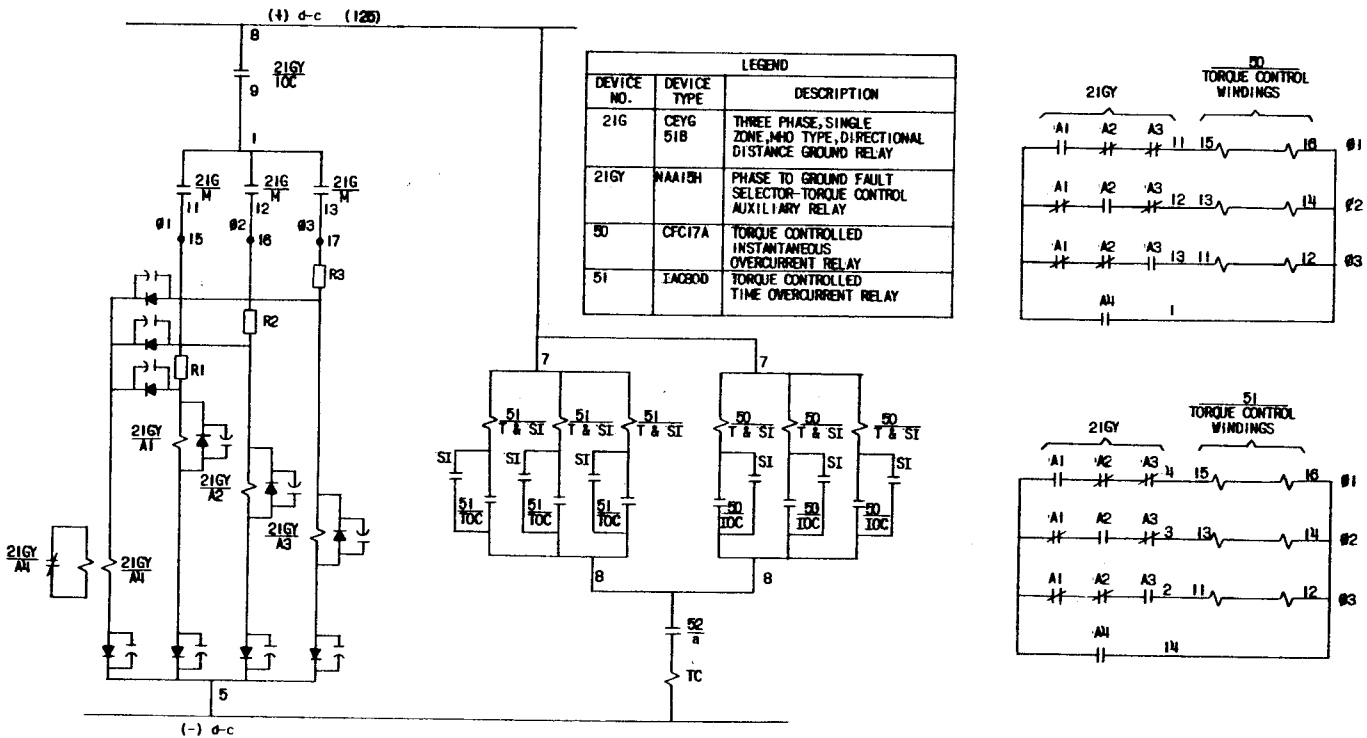 (+) d-c (125)
8
21GY
IOC
9
1
21G
M
21G
M
21G
M
11
12
13
Ø1
Ø2
Ø3
15
16
17
R3
R2
R1
21GY
A1
21GY
A2
21GY
A3
21GY
A4
21GY
A4
5
(-) d-c
LEGEND
DEVICE NO.
DEVICE TYPE
DESCRIPTION
21G
CEYG 51B
THREE PHASE, SINGLE
ZONE, MHO TYPE, DIRECTIONAL
DISTANCE GROUND RELAY
21GY
NAA15H
PHASE TO GROUND FAULT
SELECTOR-TORQUE CONTROL
AUXILIARY RELAY
50
CFC17A
TORQUE CONTROLLED
INSTANTANEOUS
OVERCURRENT RELAY
51
TORQUE CONTROLLED
TIME OVERCURRENT RELAY
7
7
51
T & SI
51
T & SI
51
T & SI
50
T & SI
50
T & SI
50
T & SI
SI
SI
SI
SI
SI
SI
51
TOC
51
TOC
51
TOC
50
IOC
50
IOC
50
IOC
8
8
52
a
TC
50
TORQUE CONTROL
WINDINGS
21GY
A1 A2 A3 11 15 16 Ø1
A1 A2 A3 12 13 14 Ø2
A1 A2 A3 13 11 12 Ø3
A4 1
51
TORQUE CONTROL
WINDINGS
21GY
A1 A2 A3 4 15 16 Ø1
A1 A2 A3 3 13 14 Ø2
A1 A2 A3 2 11 12 Ø3
A4 14